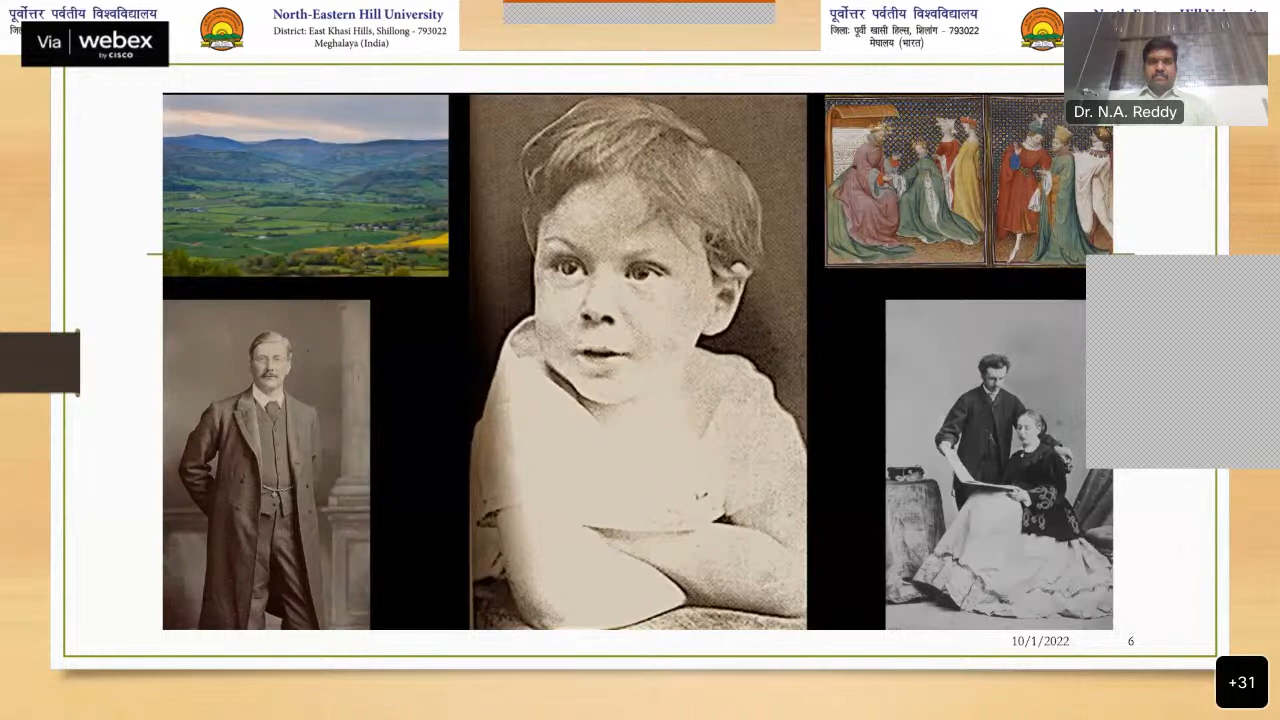 पूर्वोत्तर पर्वतीय विश्वविद्यालय
North-Eastern Hill University
District: East Khasi Hills, Shillong - 793022
Meghalaya (India)
पूर्वोत्तर पर्वतीय विश्वविद्यालय
जिला: पूर्वी खासी हिल्स, शिलांग - 793022
मेघालय (भारत)
Via webex
by CISCO
Dr. N.A. Reddy
10/1/2022
6
+31